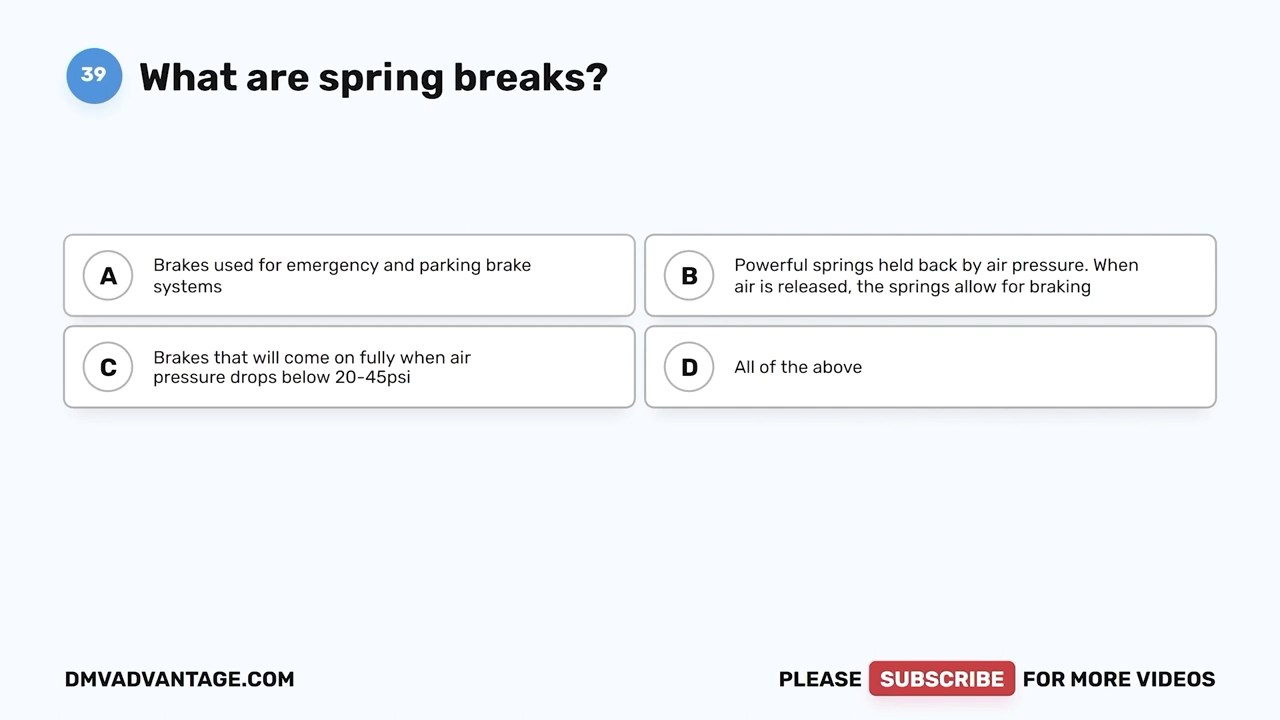 39
What are spring breaks?
A
Brakes used for emergency and parking brake
systems
B
Powerful springs held back by air pressure. When
air is released, the springs allow for braking
C
Brakes that will come on fully when air
pressure drops below 20-45psi
D
All of the above
DMVADVANTAGE.COM
PLEASE SUBSCRIBE FOR MORE VIDEOS